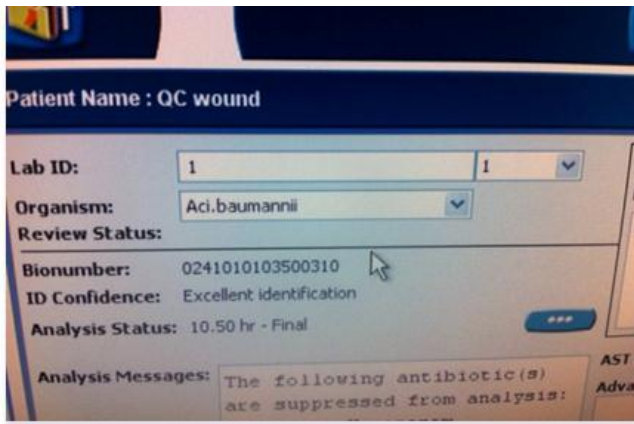 Patient Name : QC wound
Lab ID: 1 1
Organism: Aci.baumannii
Review Status:
Bionumber: 0241010103500310
ID Confidence: Excellent identification
Analysis Status: 10.50 hr - Final
AST
Analysis Messages: The following antibiotic(s)
are suppressed from analysis: